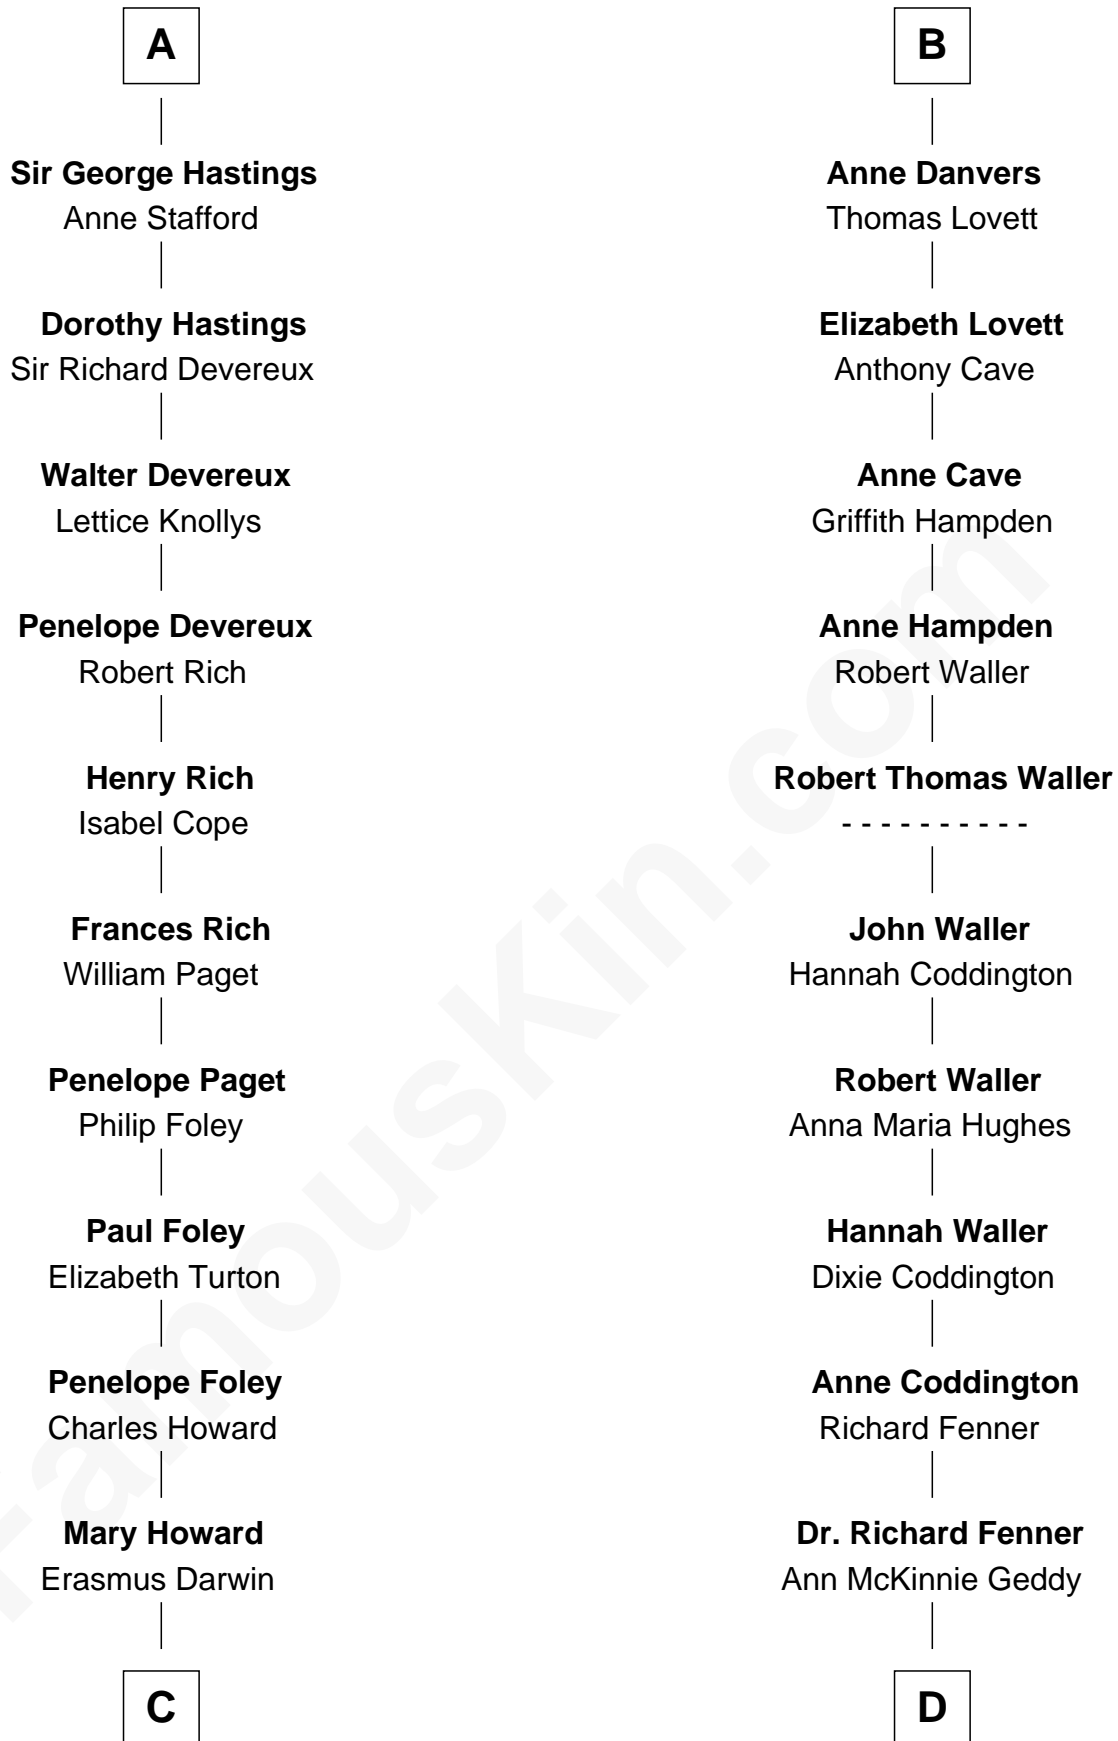 A
Sir George Hastings
Anne Stafford
Dorothy Hastings
Sir Richard Devereux
Walter Devereux
Lettice Knollys
Penelope Devereux
Robert Rich
Henry Rich
Isabel Cope
Frances Rich
William Paget
Penelope Paget
Philip Foley
Paul Foley
Elizabeth Turton
Penelope Foley
Charles Howard
Mary Howard
Erasmus Darwin
C
B
Anne Danvers
Thomas Lovett
Elizabeth Lovett
Anthony Cave
Anne Cave
Griffith Hampden
Anne Hampden
Robert Waller
Robert Thomas Waller
- - - - - - - - - -
John Waller
Hannah Coddington
Robert Waller
Anna Maria Hughes
Hannah Waller
Dixie Coddington
Anne Coddington
Richard Fenner
Dr. Richard Fenner
Ann McKinnie Geddy
D
FamousKin.com